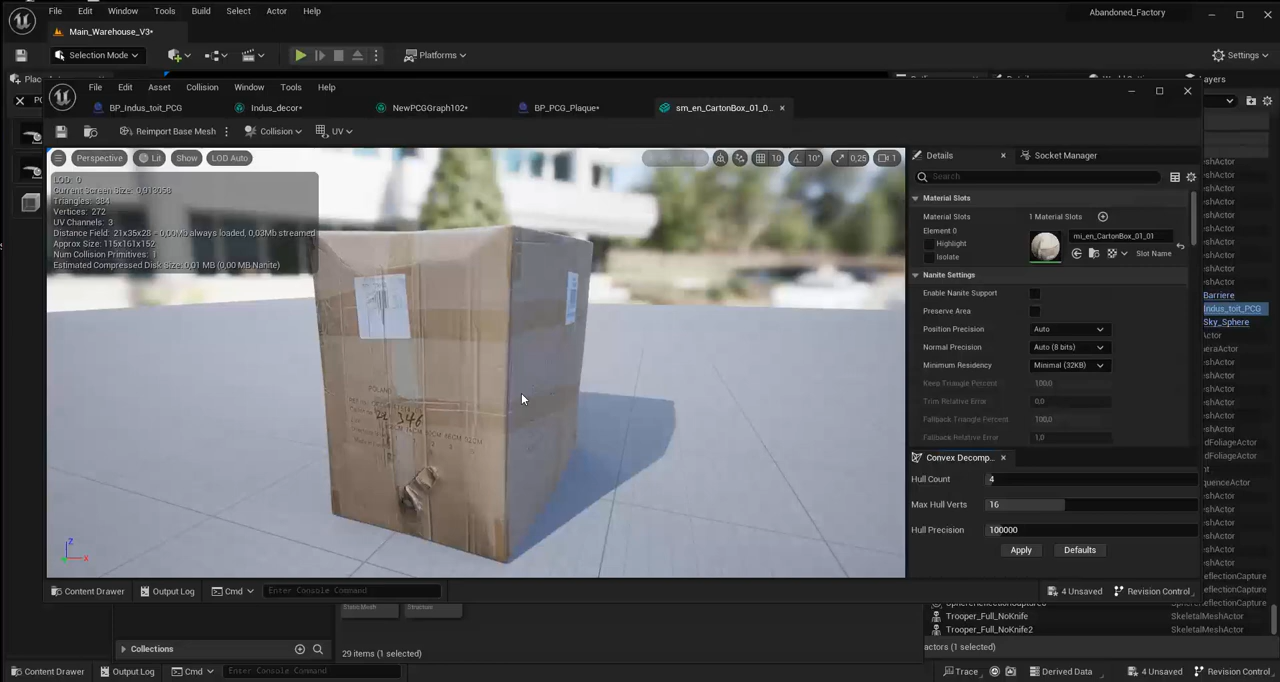 File Edit Window Tools Build Select Actor Help
Abandoned_Factory
Main_Warehouse_V3*
Selection Mode
Platforms
Settings
File Edit Asset Collision Window Tools Help
BP_Indus_toit_PCG
Indus_decor*
NewPCGGraph102*
BP_PCG_Plaque*
sm_en_CartonBox_01_0...
Reimport Base Mesh
Collision
UV
Perspective
Lit
Show
LOD Auto
10
10°
0,25
1
LOD: 0
Current Screen Size: 0,913058
Triangles: 384
Vertices: 272
UV Channels: 3
Distance Field: 21x35x28 = 0,00Mb always loaded, 0,03Mb streamed
Approx Size: 115x161x152
Num Collision Primitives: 1
Estimated Compressed Disk Size: 0,01 MB (0,00 MB Nanite)
POLAND
346
Z
X
Details
Socket Manager
Search
Material Slots
Material Slots
1 Material Slots
Element 0
Highlight
Isolate
mi_en_CartonBox_01_01
Slot Name
Nanite Settings
Enable Nanite Support
Preserve Area
Position Precision
Auto
Normal Precision
Auto (8 bits)
Minimum Residency
Minimal (32KB)
Keep Triangle Percent
100,0
Trim Relative Error
0,0
Fallback Triangle Percent
100,0
Fallback Relative Error
1,0
Convex Decomp...
Hull Count
4
Max Hull Verts
16
Hull Precision
100000
Apply
Defaults
Barriere
Indus_toit_PCG
Sky_Sphere
Content Drawer
Output Log
Cmd
Enter Console Command
4 Unsaved
Revision Control
Static Mesh
Structure
Trooper_Full_NoKnife
SkeletalMeshActor
Trooper_Full_NoKnife2
SkeletalMeshActor
Collections
29 items (1 selected)
actors (1 selected)
Content Drawer
Output Log
Cmd
Enter Console Command
Trace
Derived Data
4 Unsaved
Revision Control